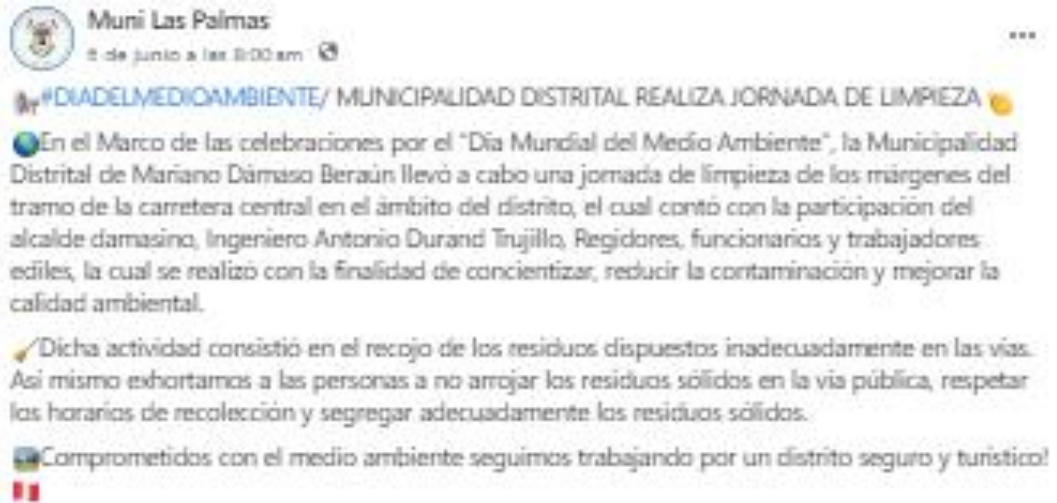 Muni Las Palmas
de junio a las 8:00 am
#DIADELMEDIOAMBIENTE/ MUNICIPALIDAD DISTRITAL REALIZA JORNADA DE LIMPIEZA
En el Marco de las celebraciones por el "Día Mundial del Medio Ambiente", la Municipalidad
Distrital de Mariano Dámaso Beraún llevó a cabo una jornada de limpieza de los márgenes del
tramo de la carretera central en el ámbito del distrito, el cual contó con la participación del
alcalde damasino, Ingeniero Antonio Durand Trujillo, Regidores, funcionarios y trabajadores
ediles, la cual se realizó con la finalidad de concientizar, reducir la contaminación y mejorar la
calidad ambiental.
Dicha actividad consistió en el recojo de los residuos dispuestos inadecuadamente en las vías.
Así mismo exhortamos a las personas a no arrojar los residuos sólidos en la vía pública, respetar
los horarios de recolección y segregar adecuadamente los residuos sólidos.
Comprometidos con el medio ambiente seguimos trabajando por un distrito seguro y turístico!